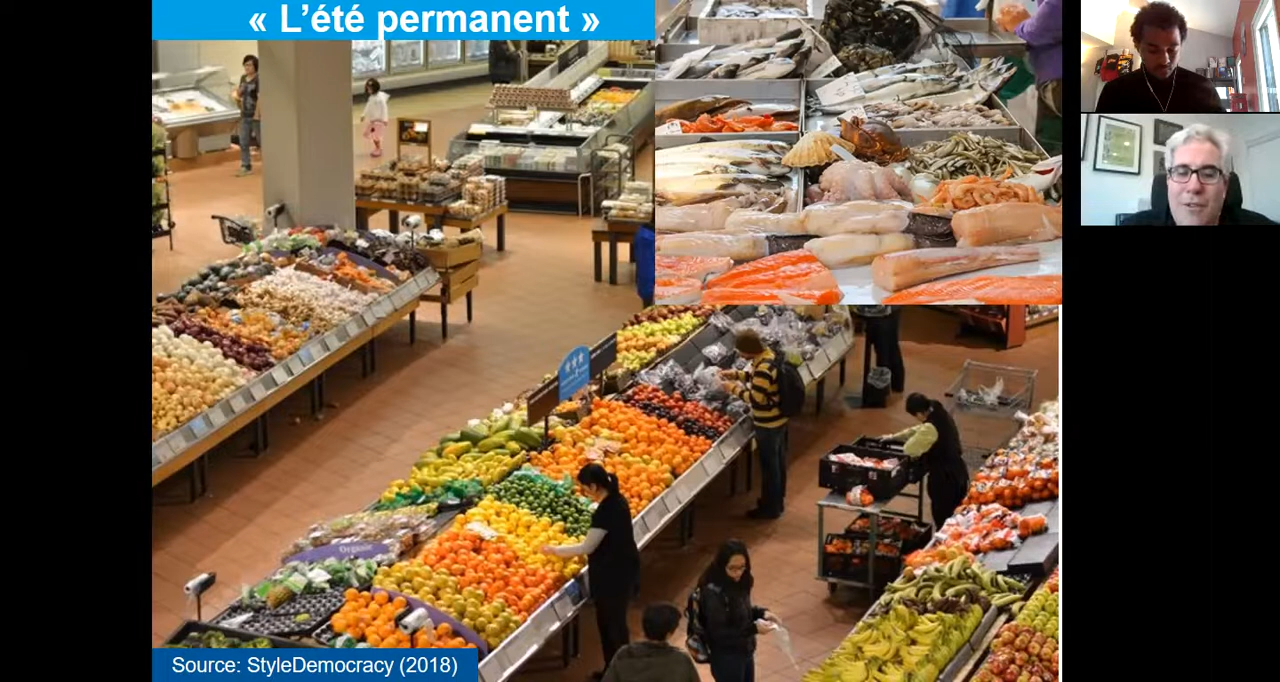 « L’été permanent »
Organic
Source: StyleDemocracy (2018)